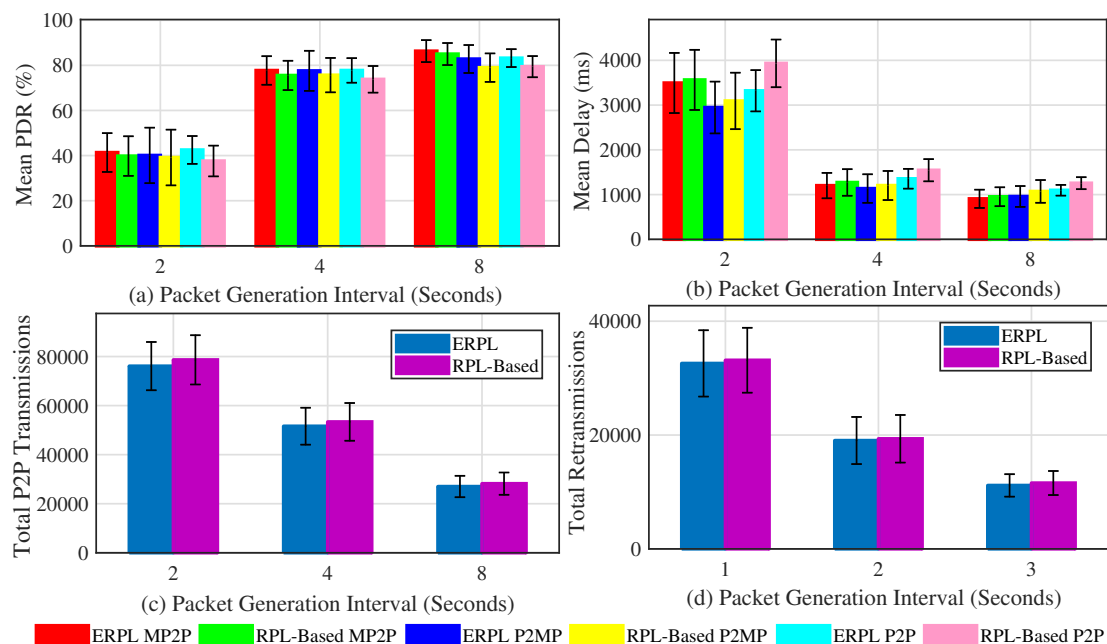 100
80
60
40
20
0
Mean PDR (%)
2 4 8
(a) Packet Generation Interval (Seconds)
4000
3000
2000
1000
0
Mean Delay (ms)
2 4 8
(b) Packet Generation Interval (Seconds)
80000
60000
40000
20000
0
Total P2P Transmissions
ERPL
RPL-Based
2 4 8
(c) Packet Generation Interval (Seconds)
40000
20000
0
Total Retransmissions
ERPL
RPL-Based
1 2 3
(d) Packet Generation Interval (Seconds)
ERPL MP2P RPL-Based MP2P ERPL P2MP RPL-Based P2MP ERPL P2P RPL-Based P2P